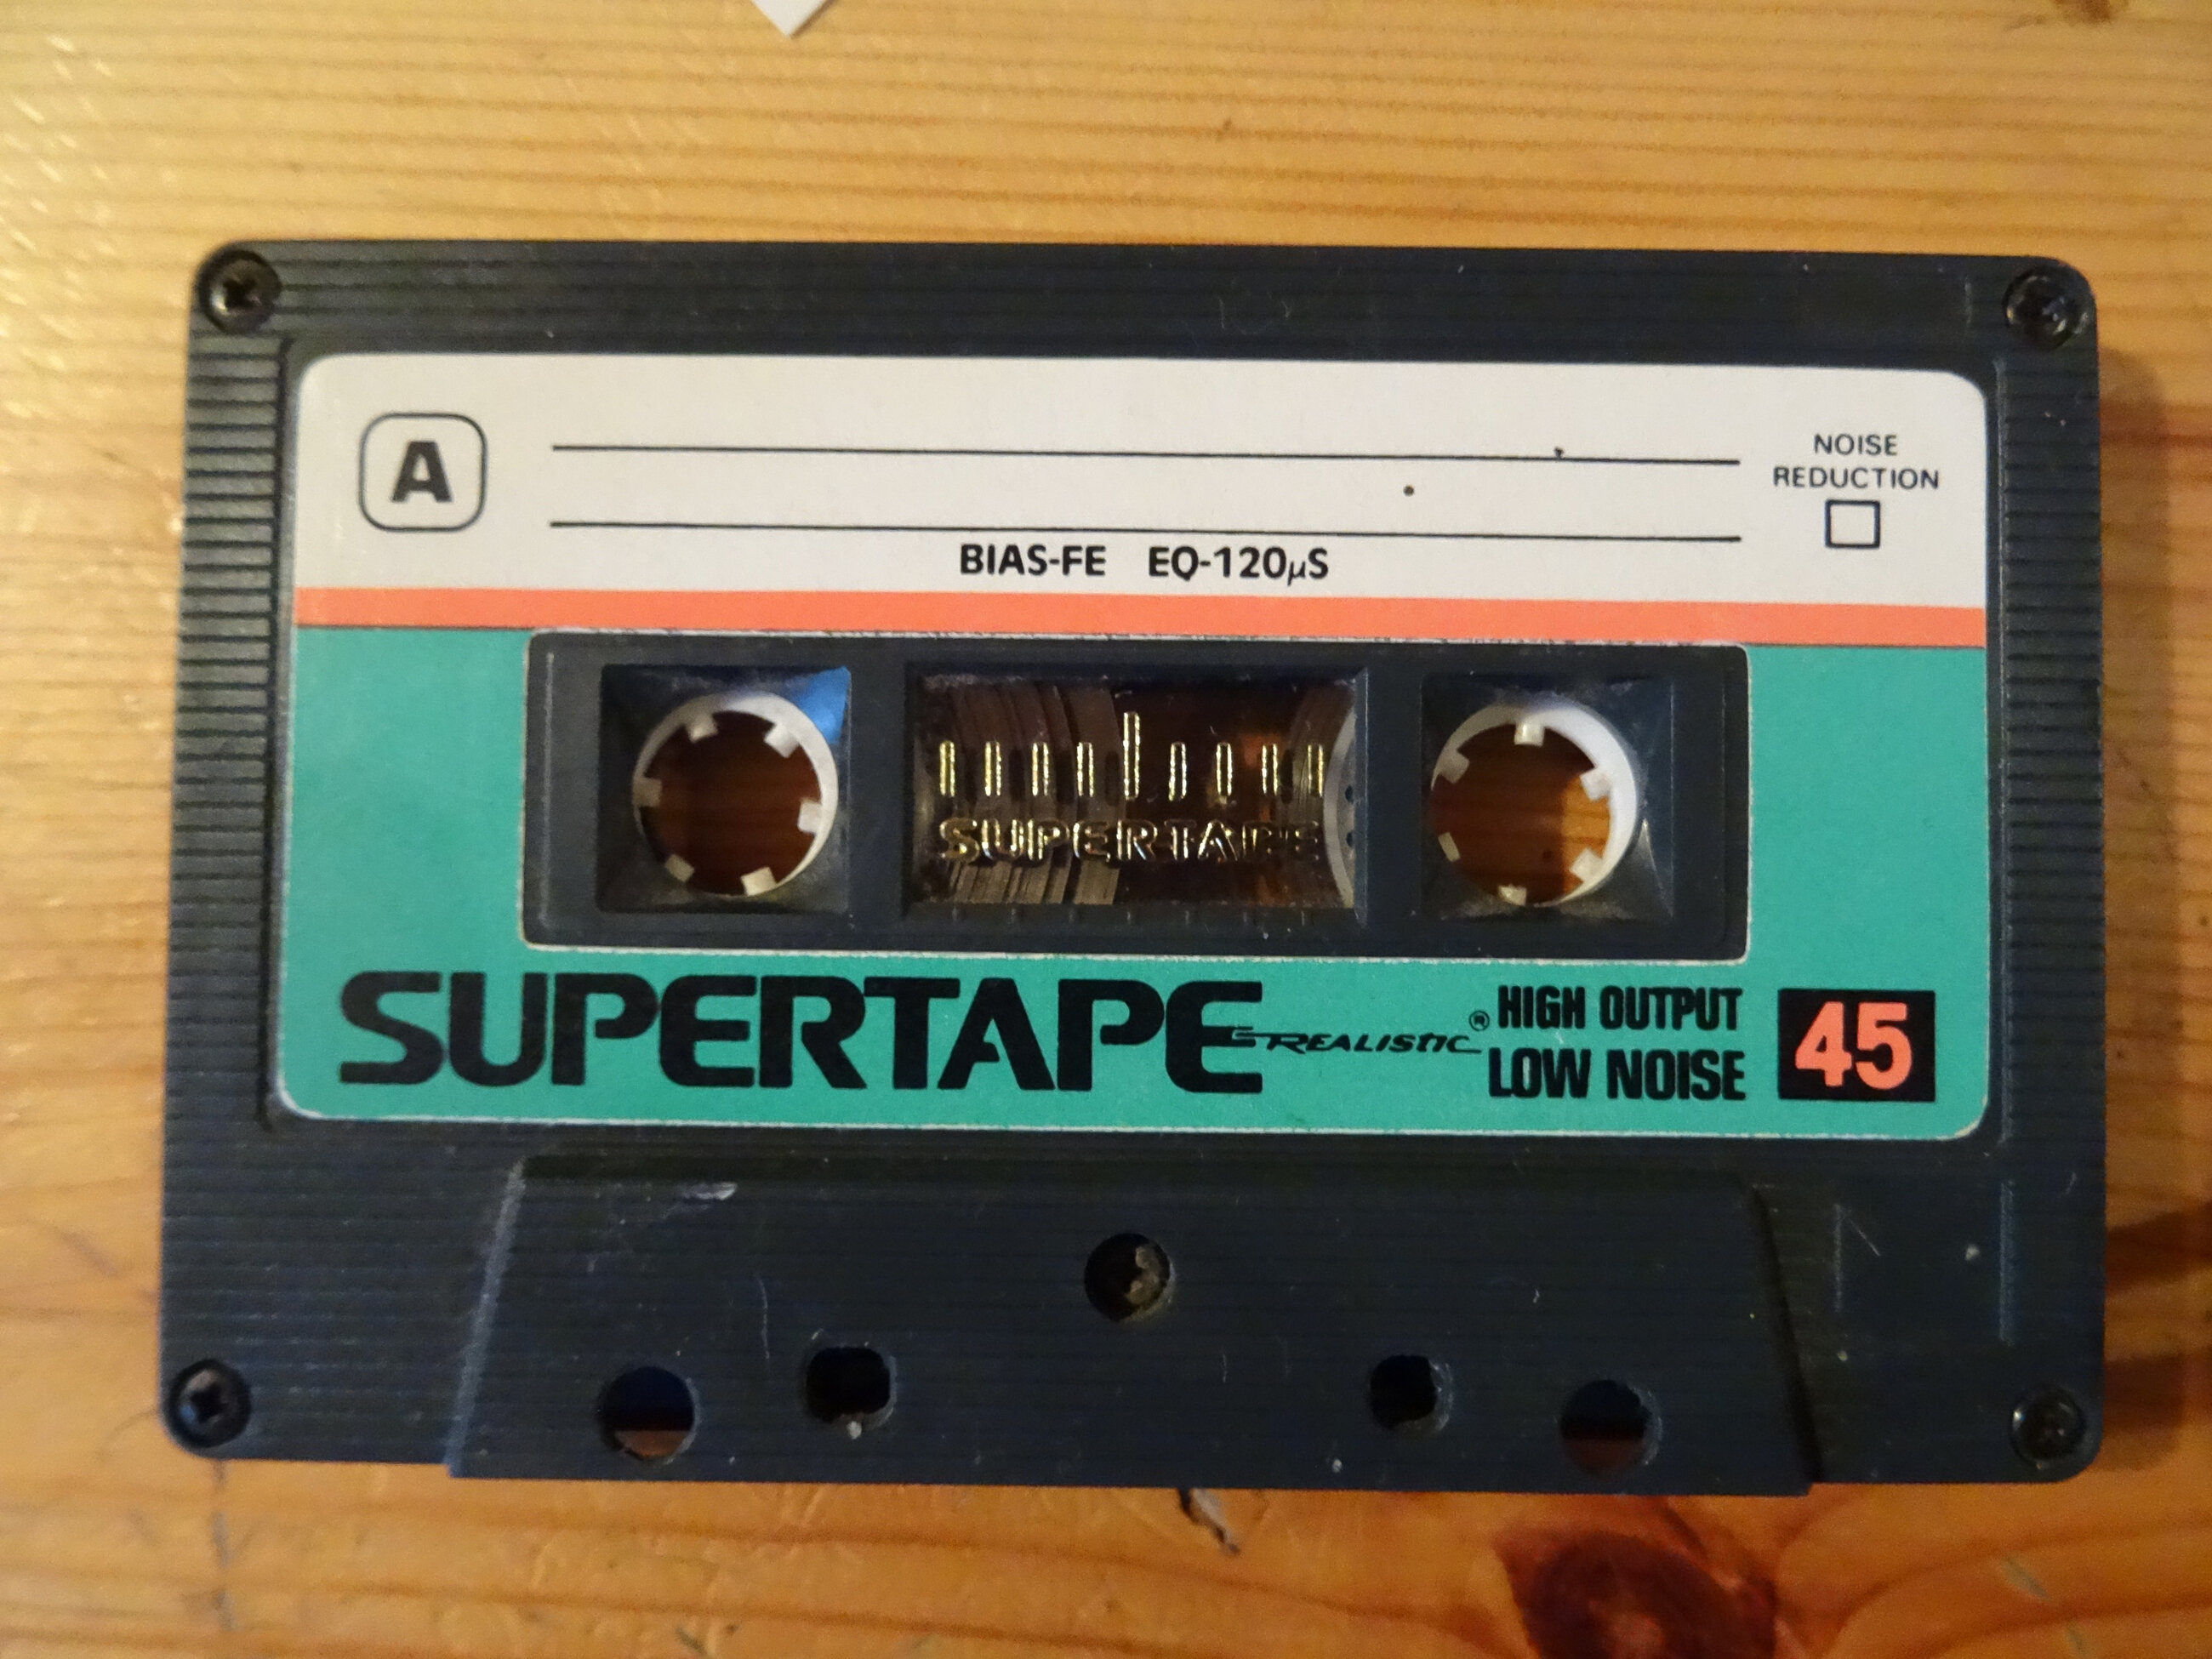 A
NOISE
REDUCTION
BIAS-FE EQ-120µS
SUPERTAPE
SUPERTAPE REALISTIC®
HIGH OUTPUT
LOW NOISE
45